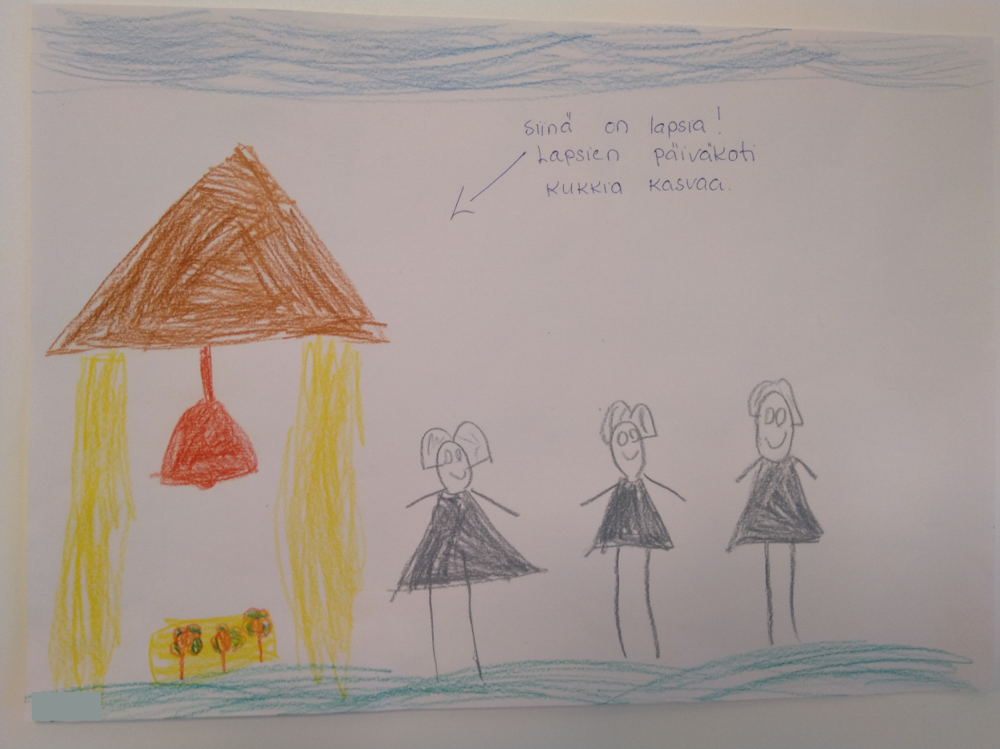 Siinä on lapsia!
Lapsien päiväkoti
kukkia kasvaa.